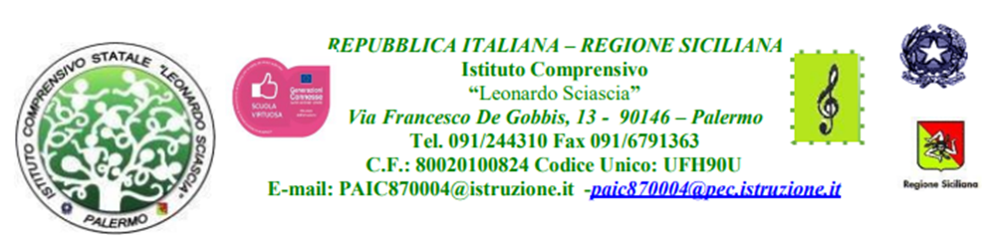 ISTITUTO COMPRENSIVO STATALE "LEONARDO SCIASCIA"
PALERMO
SCUOLA
VIRTUOSA
Generazioni
Connesse
REPUBBLICA ITALIANA – REGIONE SICILIANA
Istituto Comprensivo
“Leonardo Sciascia”
Via Francesco De Gobbis, 13 - 90146 – Palermo
Tel. 091/244310 Fax 091/6791363
C.F.: 80020100824 Codice Unico: UFH90U
E-mail: PAIC870004@istruzione.it -paic870004@pec.istruzione.it
Regione Siciliana